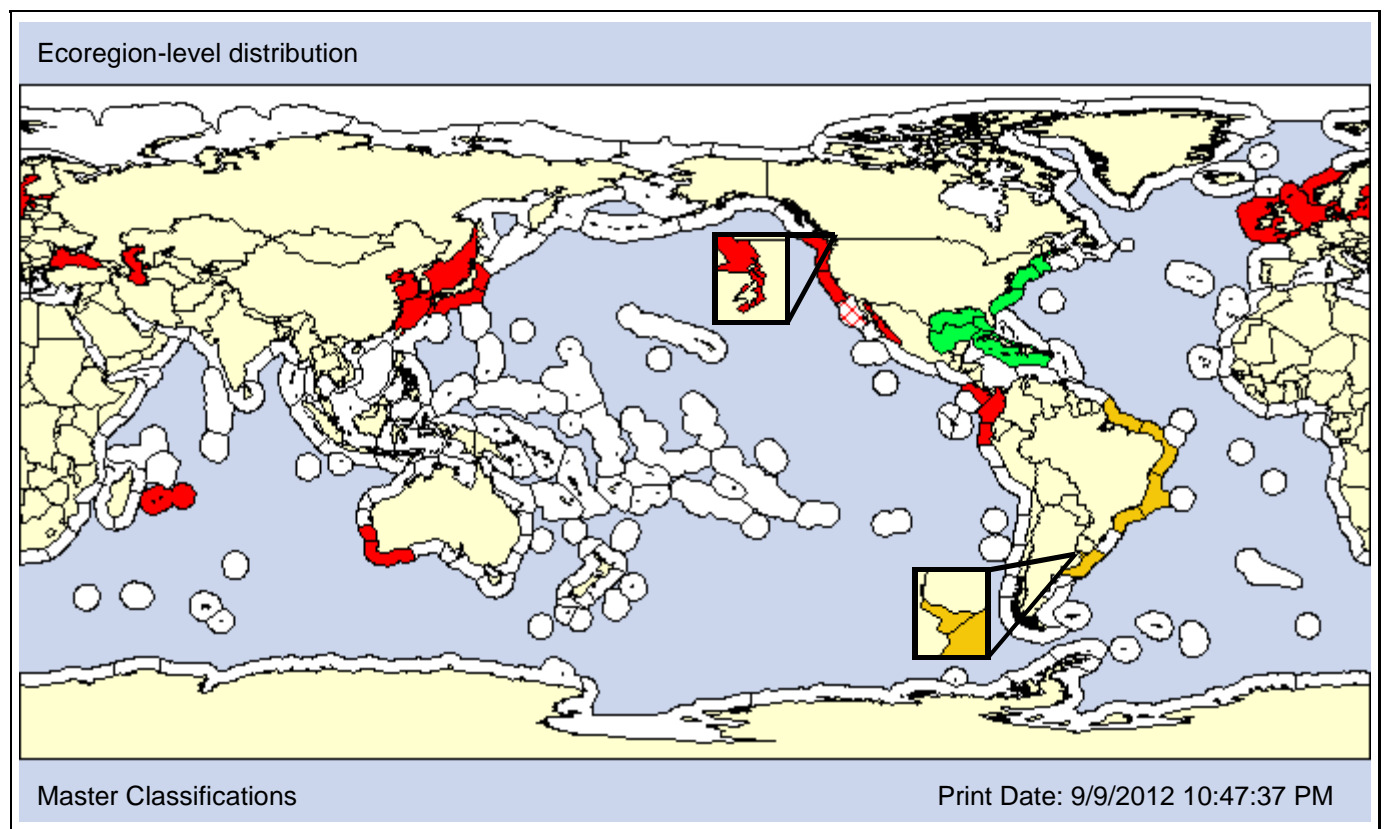 Ecoregion-level distribution
Master Classifications
Print Date: 9/9/2012 10:47:37 PM